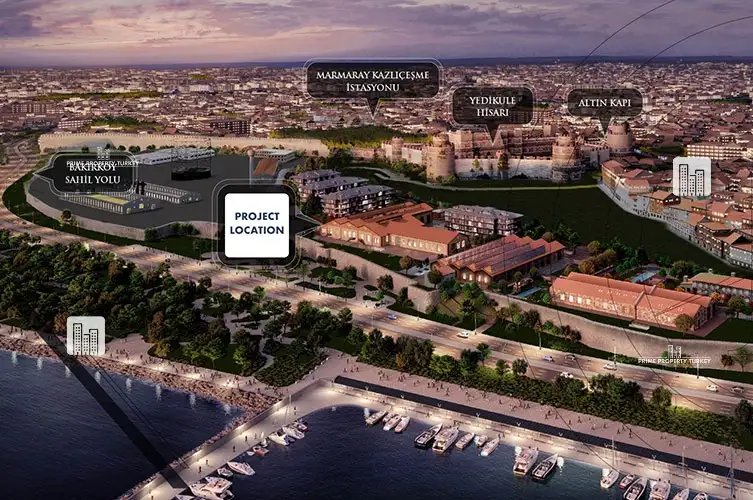 MARMARAY KAZLIÇEŞME
İSTASYONU
YEDİKULE
HİSARI
ALTIN KAPI
PRIME PROPERTY TURKEY
BAKIRKÖY
SAHİL YOLU
PROJECT
LOCATION
PRIME PROPERTY TURKEY